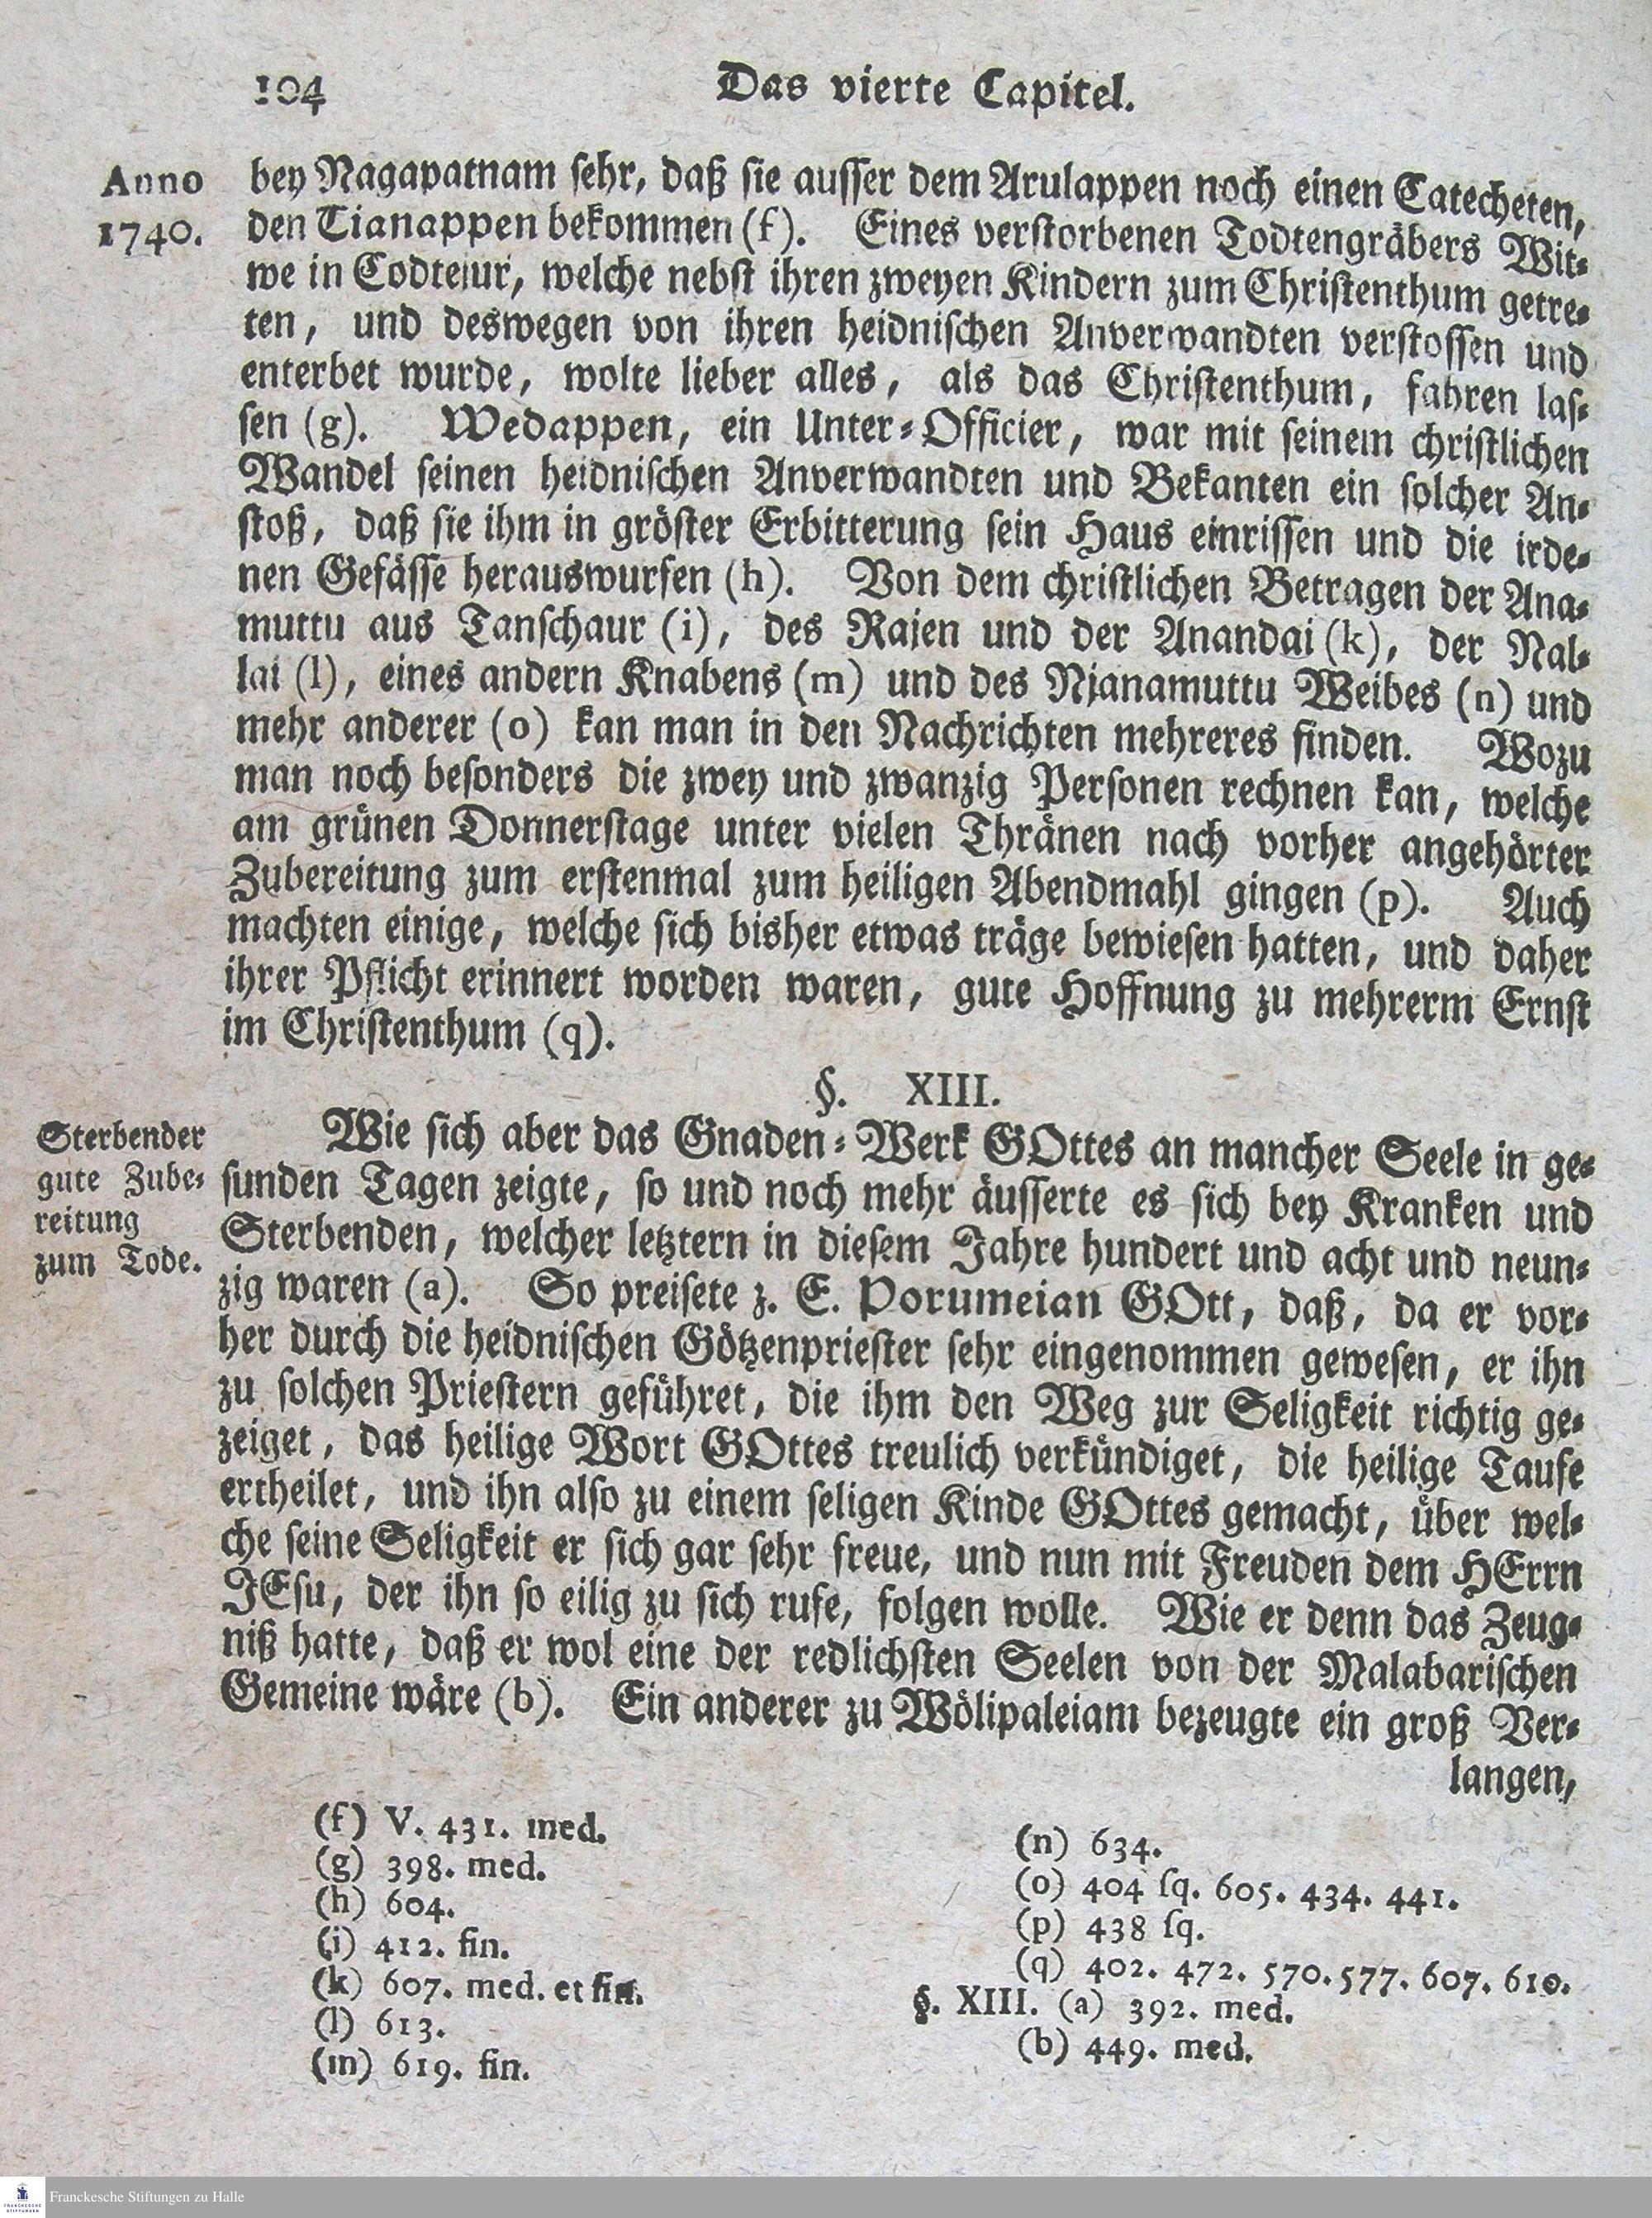 104
Das vierte Capitel.
Anno
1740.
bey Nagapatnam sehr, daß sie ausser dem Arulappen noch einen Catecheten,
den Tianappen bekommen (f). Eines verstorbenen Todtengräbers Wit-
we in Codteiur, welche nebst ihren zweyen Kindern zum Christenthum getre-
ten, und deswegen von ihren heidnischen Anverwandten verstossen und
enterbet wurde, wolte lieber alles, als das Christenthum, fahren las-
sen (g). Wedappen, ein Unter-Officier, war mit seinem christlichen
Wandel seinen heidnischen Anverwandten und Bekanten ein solcher An-
stoß, daß sie ihm in gröster Erbitterung sein Haus einrissen und die irde-
nen Gefässe herauswurfen (h). Von dem christlichen Betragen der Ana-
muttu aus Tanschaur (i), des Rajen und der Anandai (k), der Nal-
lai (l), eines andern Knabens (m) und des Njanamuttu Weibes (n) und
mehr anderer (o) kan man in den Nachrichten mehreres finden. Wozu
man noch besonders die zwey und zwanzig Personen rechnen kan, welche
am grünen Donnerstage unter vielen Thränen nach vorher angehörter
Zubereitung zum erstenmal zum heiligen Abendmahl gingen (p). Auch
machten einige, welche sich bisher etwas träge bewiesen hatten, und daher
ihrer Pflicht erinnert worden waren, gute Hoffnung zu mehrerm Ernst
im Christenthum (q).
§. XIII.
Sterbender
gute Zube-
reitung
zum Tode.
Wie sich aber das Gnaden-Werk GOttes an mancher Seele in ge-
sunden Tagen zeigte, so und noch mehr äusserte es sich bey Kranken und
Sterbenden, welcher letztern in diesem Jahre hundert und acht und neun-
zig waren (a). So preisete z. E. Porumeian GOtt, daß, da er vor-
her durch die heidnischen Götzenpriester sehr eingenommen gewesen, er ihn
zu solchen Priestern geführet, die ihm den Weg zur Seligkeit richtig ge-
zeiget, das heilige Wort GOttes treulich verkündiget, die heilige Taufe
ertheilet, und ihn also zu einem seligen Kinde GOttes gemacht, über wel-
che seine Seligkeit er sich gar sehr freue, und nun mit Freuden dem HErrn
JEsu, der ihn so eilig zu sich rufe, folgen wolle. Wie er denn das Zeug-
niß hatte, daß er wol eine der redlichsten Seelen von der Malabarischen
Gemeine wäre (b). Ein anderer zu Wölipaleiam bezeugte ein groß Ver-
langen,
(f) V. 431. med.
(g) 398. med.
(h) 604.
(i) 412. fin.
(k) 607. med. et fin.
(l) 613.
(m) 619. fin.
(n) 634.
(o) 404 sq. 605. 434. 441.
(p) 438 sq.
(q) 402. 472. 570. 577. 607. 610.
§. XIII. (a) 392. med.
(b) 449. med.
Franckesche Stiftungen zu Halle